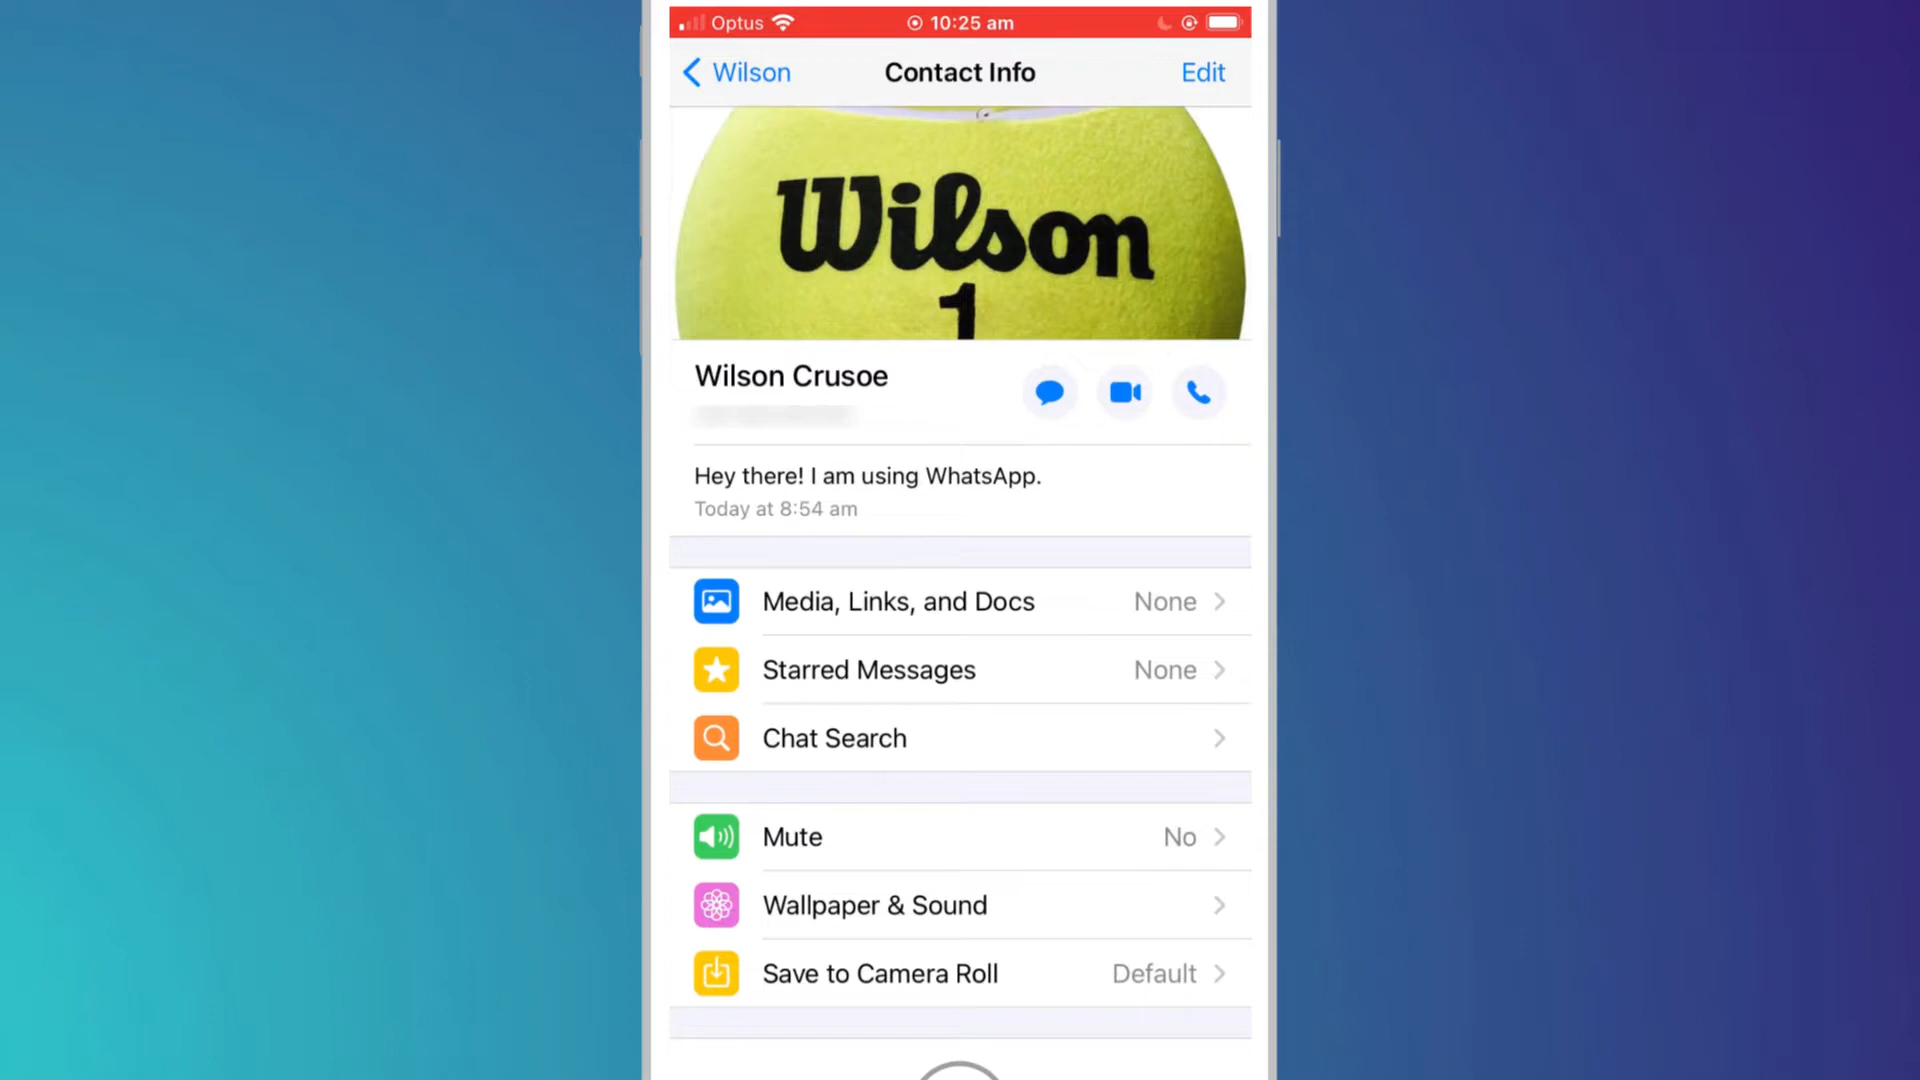 Optus 10:25 am
Wilson Contact Info Edit
Wilson
1
Wilson Crusoe
Hey there! I am using WhatsApp.
Today at 8:54 am
Media, Links, and Docs None
Starred Messages None
Chat Search
Mute No
Wallpaper & Sound
Save to Camera Roll Default